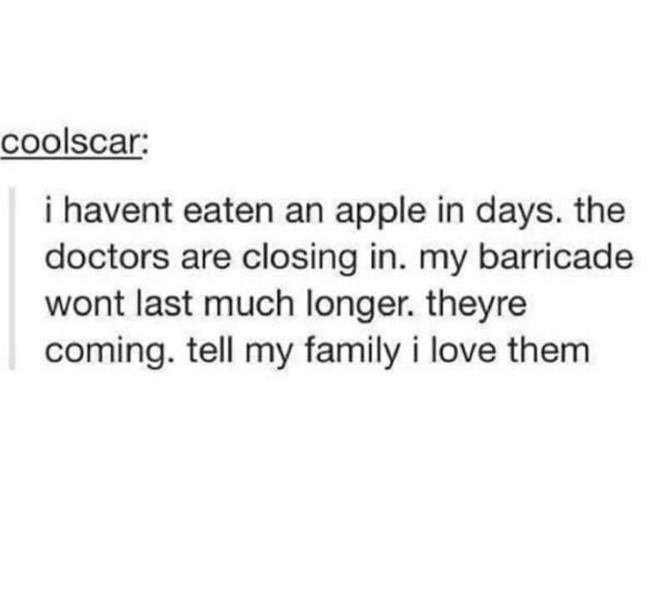 coolscar:
i havent eaten an apple in days. the
doctors are closing in. my barricade
wont last much longer. theyre
coming. tell my family i love them